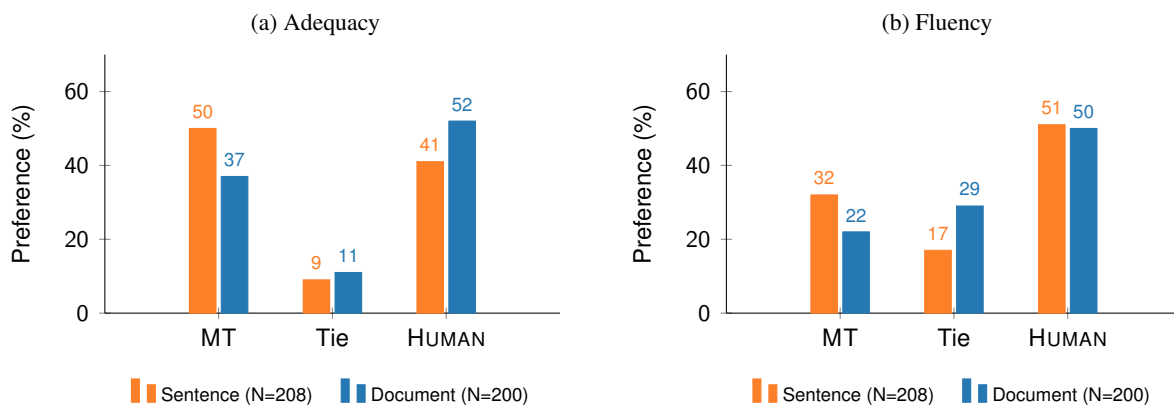 (a) Adequacy
Preference (%)
60
40
20
0
50
37
9
11
41
52
MT Tie HUMAN
Sentence (N=208) Document (N=200)
(b) Fluency
Preference (%)
60
40
20
0
32
22
17
29
51
50
MT Tie HUMAN
Sentence (N=208) Document (N=200)